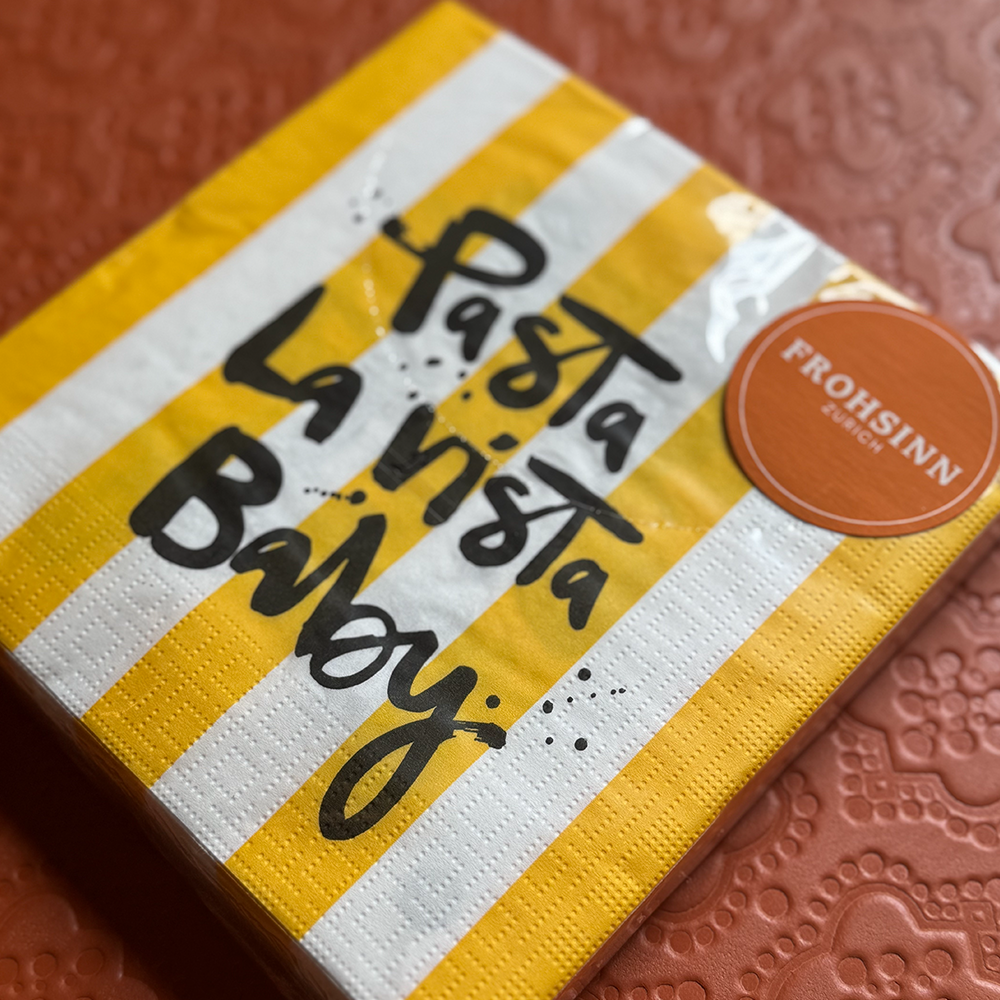 Pasta
La vista
Baby.
FROHSINN
ZURICH